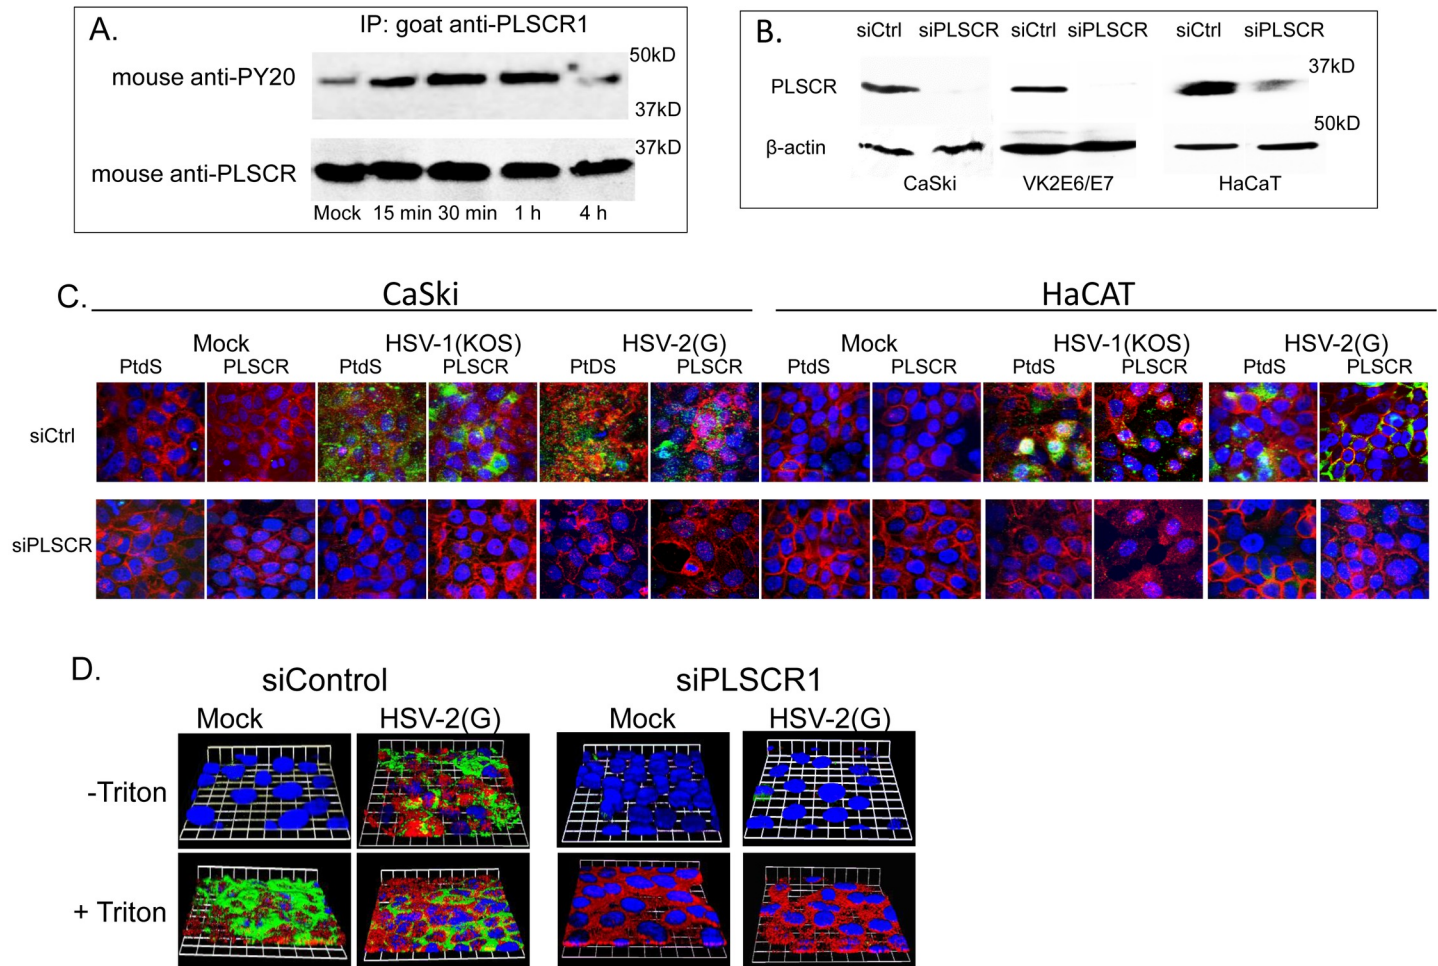 A.
IP: goat anti-PLSCR1
50kD
mouse anti-PY20
37kD
37kD
mouse anti-PLSCR
Mock 15 min 30 min 1 h 4 h
B.
siCtrl siPLSCR siCtrl siPLSCR siCtrl siPLSCR
37kD
PLSCR
50kD
β-actin
CaSki VK2E6/E7 HaCaT
C.
CaSki HaCAT
Mock HSV-1(KOS) HSV-2(G) Mock HSV-1(KOS) HSV-2(G)
PtdS PLSCR PtdS PLSCR PtDS PLSCR PtdS PLSCR PtdS PLSCR PtdS PLSCR
siCtrl
siPLSCR
D.
siControl siPLSCR1
Mock HSV-2(G) Mock HSV-2(G)
-Triton
+ Triton